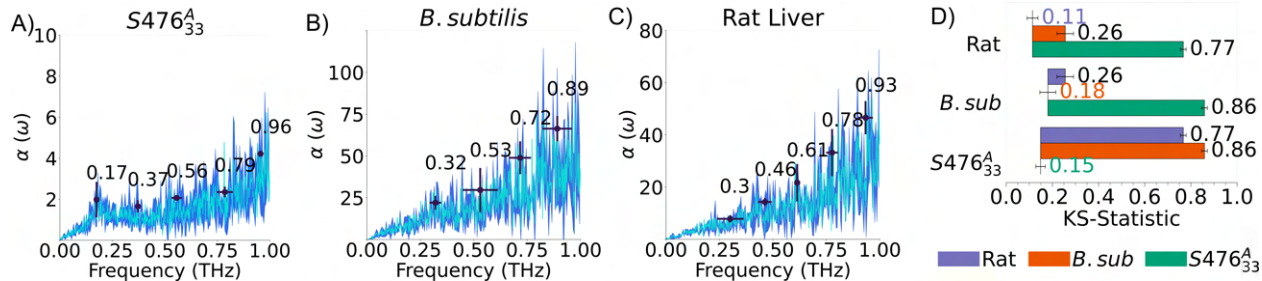 A) S476^A_33
10
8
6
4
2
α (ω)
0.17
0.37
0.56
0.79
0.96
0.00 0.25 0.50 0.75 1.00
Frequency (THz)
B) B. subtilis
100
75
50
25
α (ω)
0.32
0.53
0.72
0.89
0.00 0.25 0.50 0.75 1.00
Frequency (THz)
C) Rat Liver
80
60
40
20
α (ω)
0.3
0.46
0.61
0.78
0.93
0.00 0.25 0.50 0.75 1.00
Frequency (THz)
D)
0.11
Rat 0.26
0.77
0.26
B. sub 0.18
0.86
0.77
0.86
S476^A_33 0.15
0.0 0.2 0.4 0.6 0.8 1.0
KS-Statistic
Rat B. sub S476^A_33